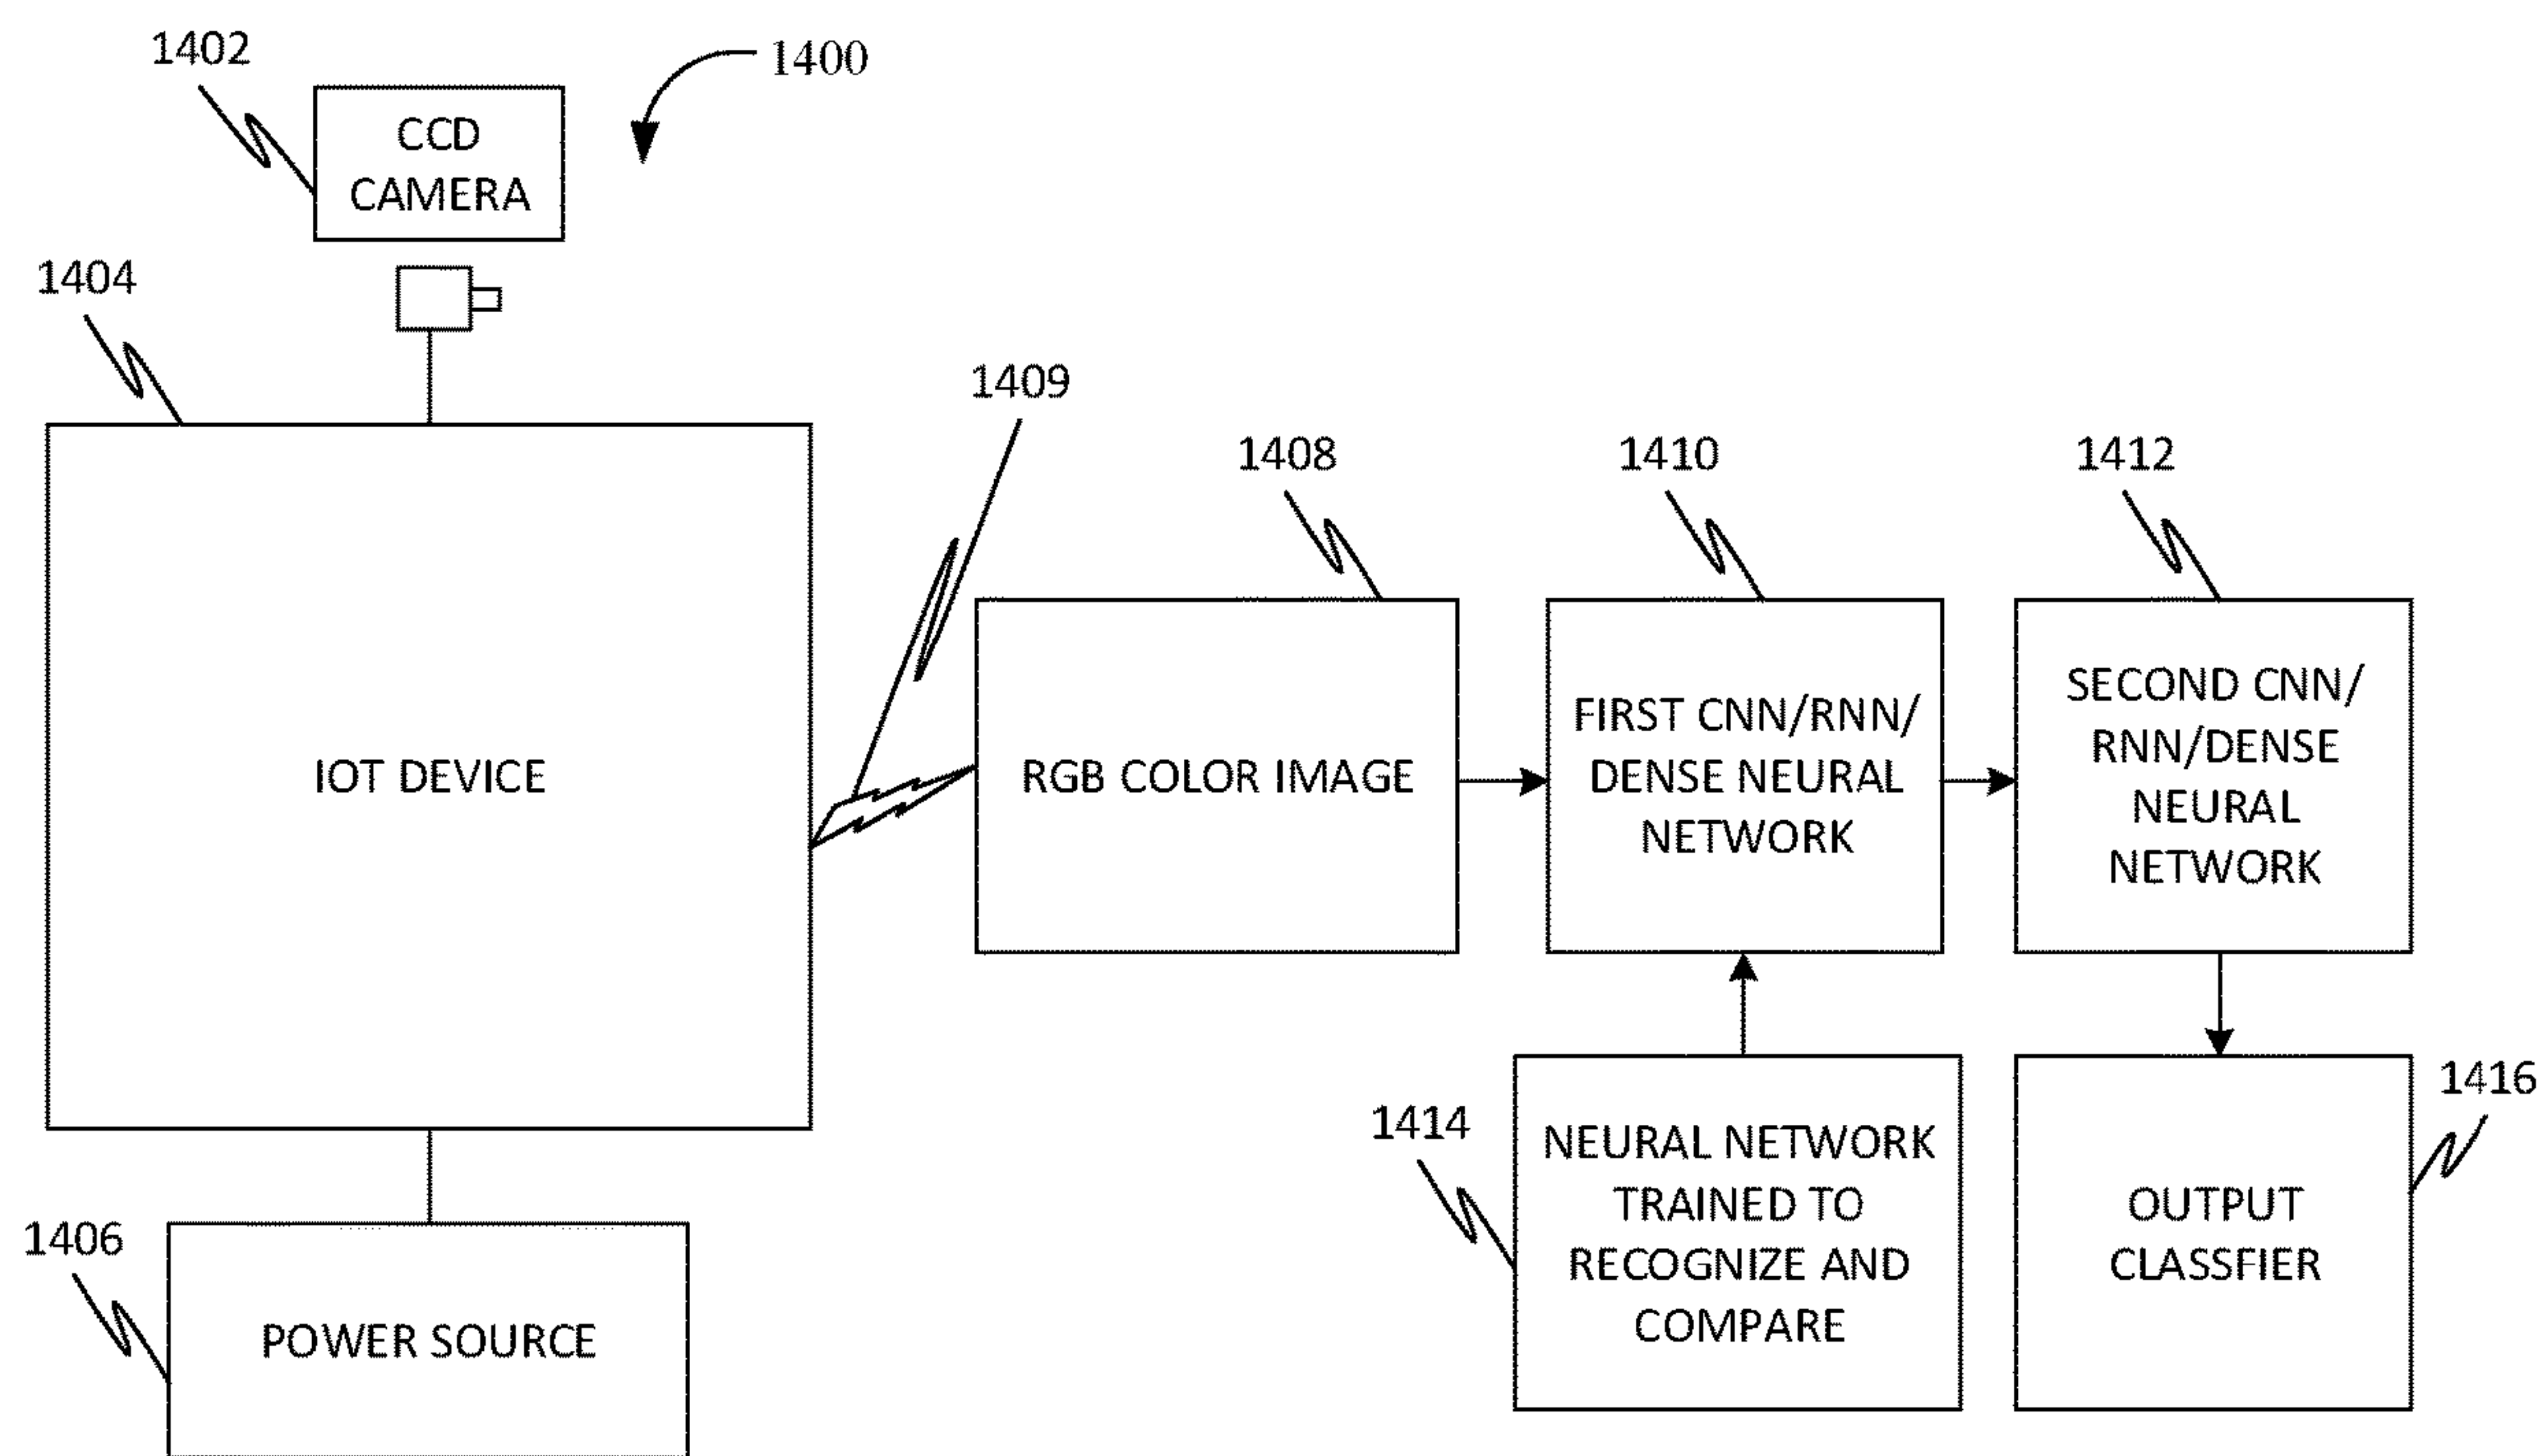 1402
1400
CCD
CAMERA
1404
1409
1408
1410
1412
IOT DEVICE
RGB COLOR IMAGE
FIRST CNN/RNN/
DENSE NEURAL
NETWORK
SECOND CNN/
RNN/DENSE
NEURAL
NETWORK
1414
NEURAL NETWORK
TRAINED TO
RECOGNIZE AND
COMPARE
1416
OUTPUT
CLASSFIER
1406
POWER SOURCE